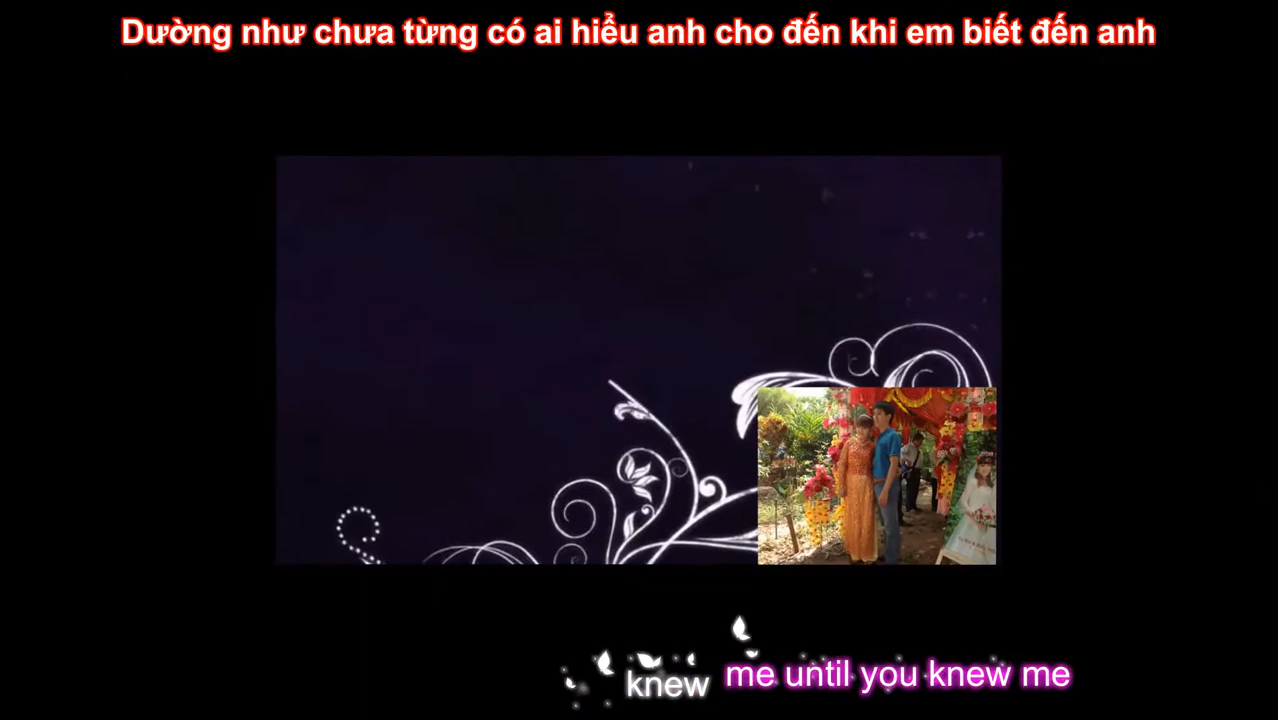 Dường như chưa từng có ai hiểu anh cho đến khi em biết đến anh
knew me until you knew me